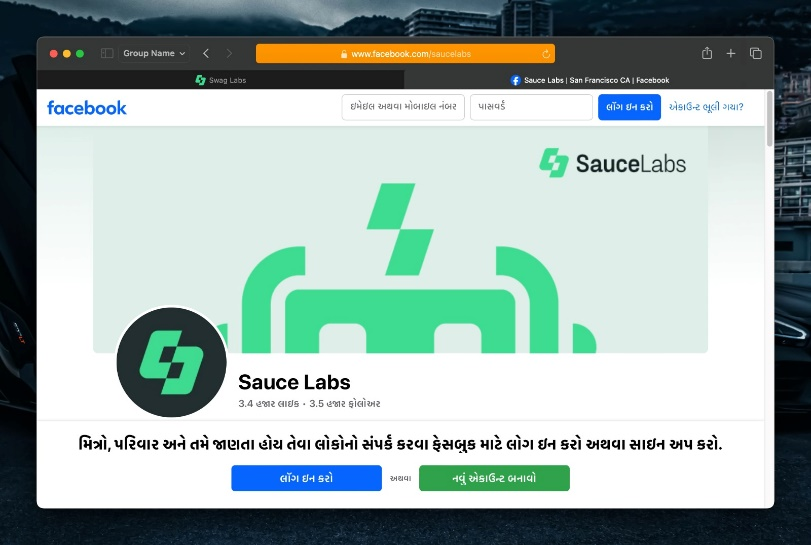 Group Name
www.facebook.com/saucelabs
Swag Labs
Sauce Labs | San Francisco CA | Facebook
facebook
ઇમેઇલ અથવા મોબાઇલ નંબર
પાસવર્ડ
લૉગ ઇન કરો
એકાઉન્ટ ભૂલી ગયા?
SauceLabs
Sauce Labs
3.4 હજાર લાઇક • 3.5 હજાર ફોલોઅર
મિત્રો, પરિવાર અને તમે જાણતા હોય તેવા લોકોનો સંપર્ક કરવા ફેસબુક માટે લોગ ઇન કરો અથવા સાઇન અપ કરો.
લૉગ ઇન કરો
અથવા
નવું એકાઉન્ટ બનાવો